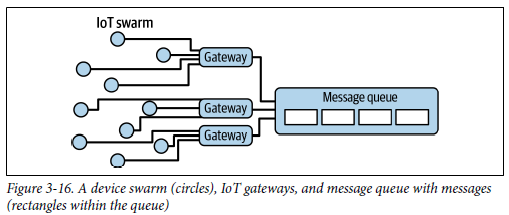 IoT swarm
Gateway
Message queue
Gateway
Gateway
Figure 3-16. A device swarm (circles), IoT gateways, and message queue with messages
(rectangles within the queue)